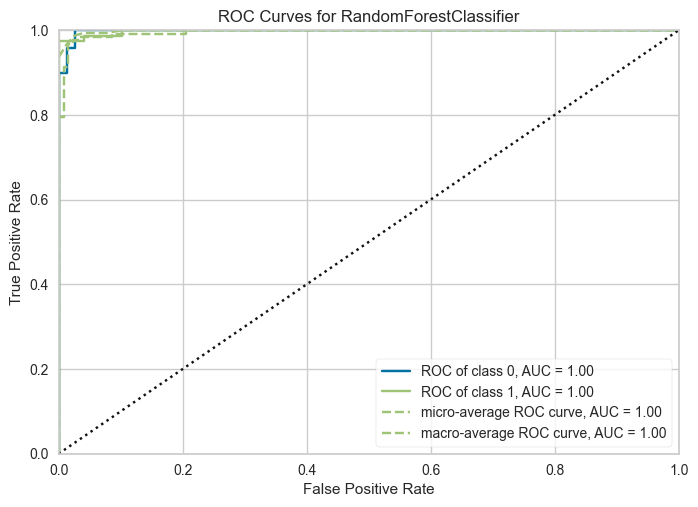 ROC Curves for RandomForestClassifier
True Positive Rate
1.0
0.8
0.6
0.4
0.2
0.0
ROC of class 0, AUC = 1.00
ROC of class 1, AUC = 1.00
micro-average ROC curve, AUC = 1.00
macro-average ROC curve, AUC = 1.00
0.0 0.2 0.4 0.6 0.8 1.0
False Positive Rate